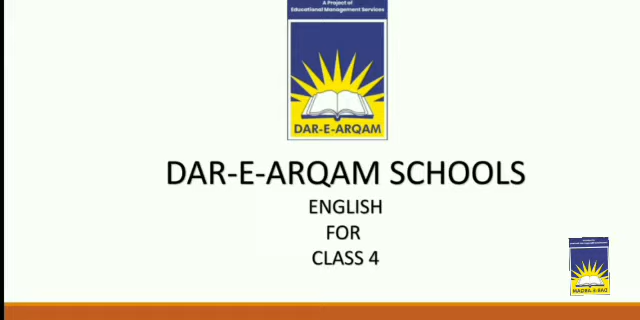 A Project of
Educational Management Services
DAR-E-ARQAM
DAR-E-ARQAM SCHOOLS
ENGLISH
FOR
CLASS 4